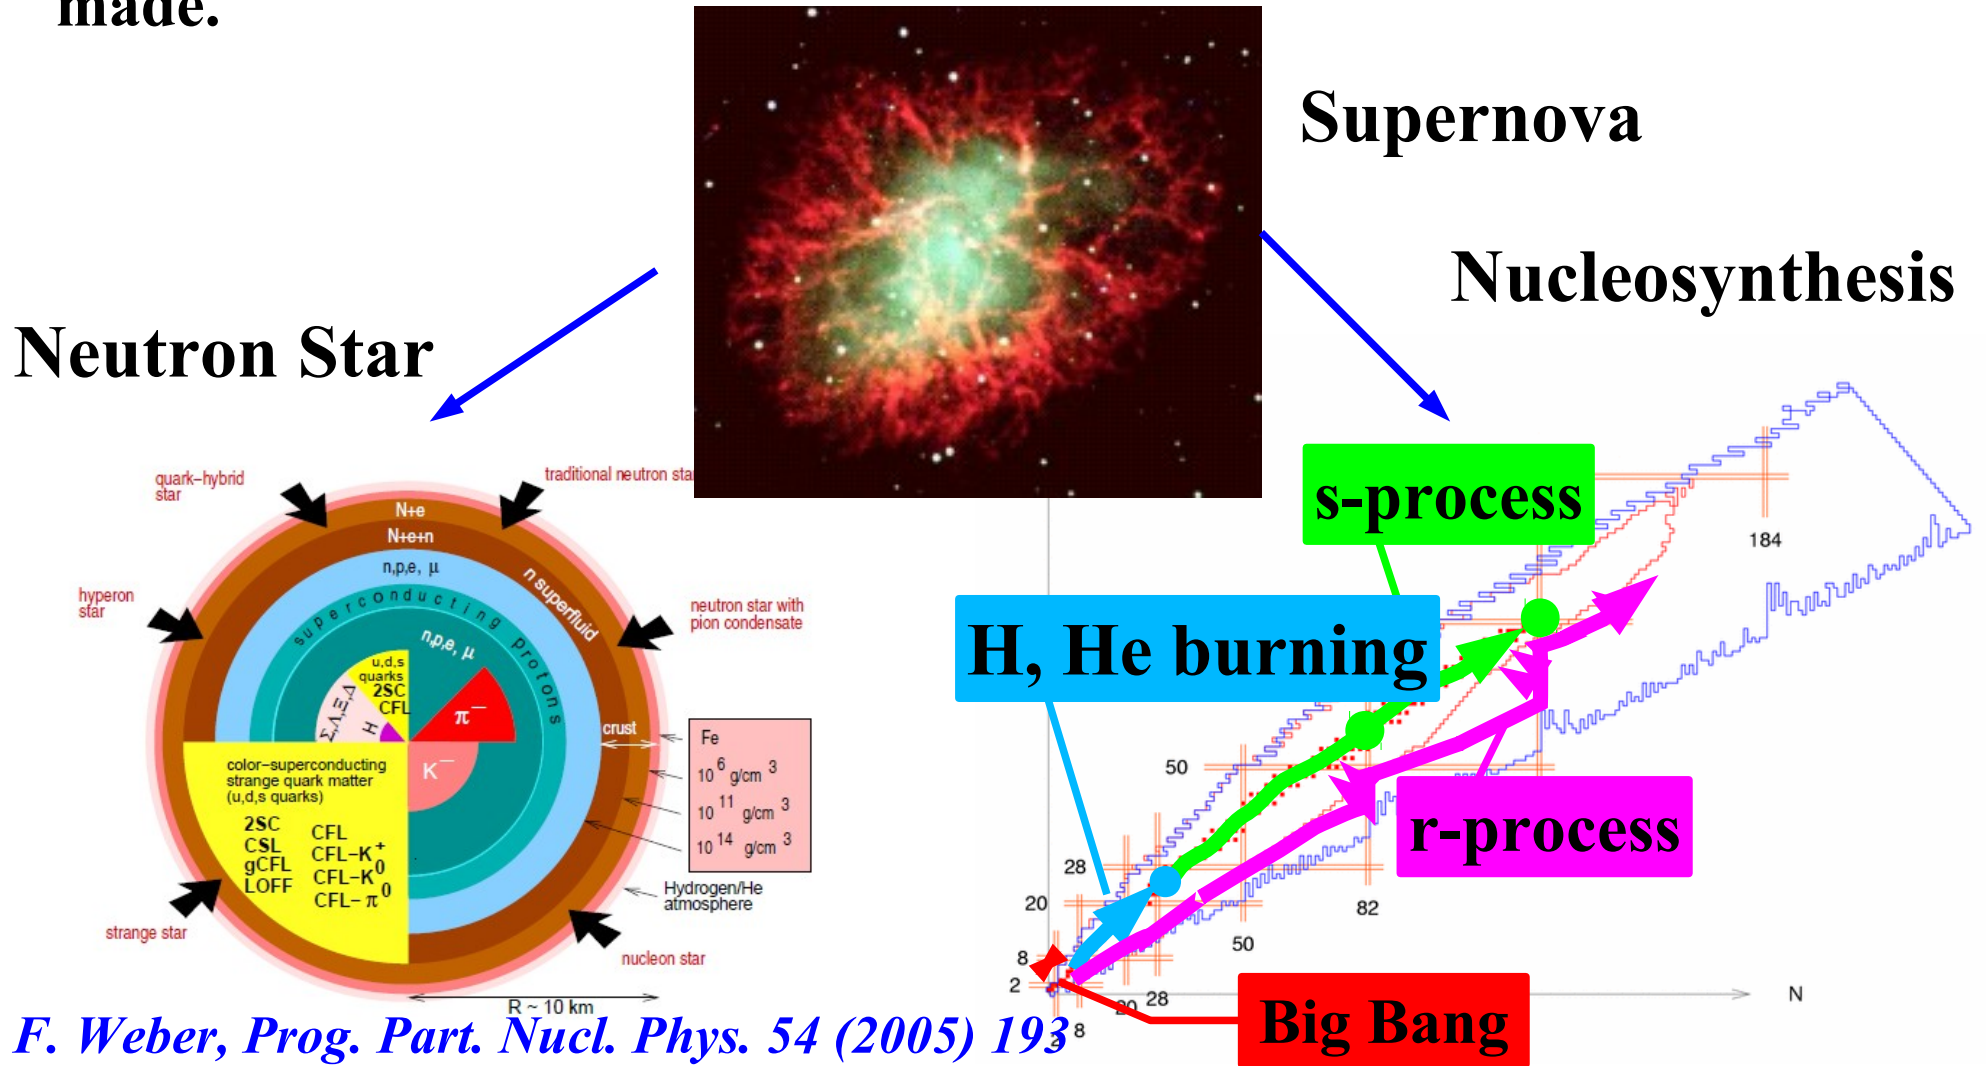 made.
Supernova
Nucleosynthesis
Neutron Star
quark-hybrid
star
traditional neutron sta
N+e
N+e+n
n,p,e, μ
n superfluid
hyperon
star
neutron star with
pion condensate
superconducting protons
n,p,e, μ
u,d,s
quarks
2SC
CFL
Σ,Λ,Ξ,Δ
H
π⁻
K⁻
crust
color-superconducting
strange quark matter
(u,d,s quarks)
2SC
CSL
gCFL
LOFF
CFL
CFL-K⁺
CFL-K⁰
CFL-π⁰
Fe
10⁶ g/cm³
10¹¹ g/cm³
10¹⁴ g/cm³
Hydrogen/He
atmosphere
strange star
nucleon star
R ~ 10 km
F. Weber, Prog. Part. Nucl. Phys. 54 (2005) 193
s-process
184
H, He burning
50
r-process
28
82
20
50
8
2
28
20
N
Big Bang
8
2